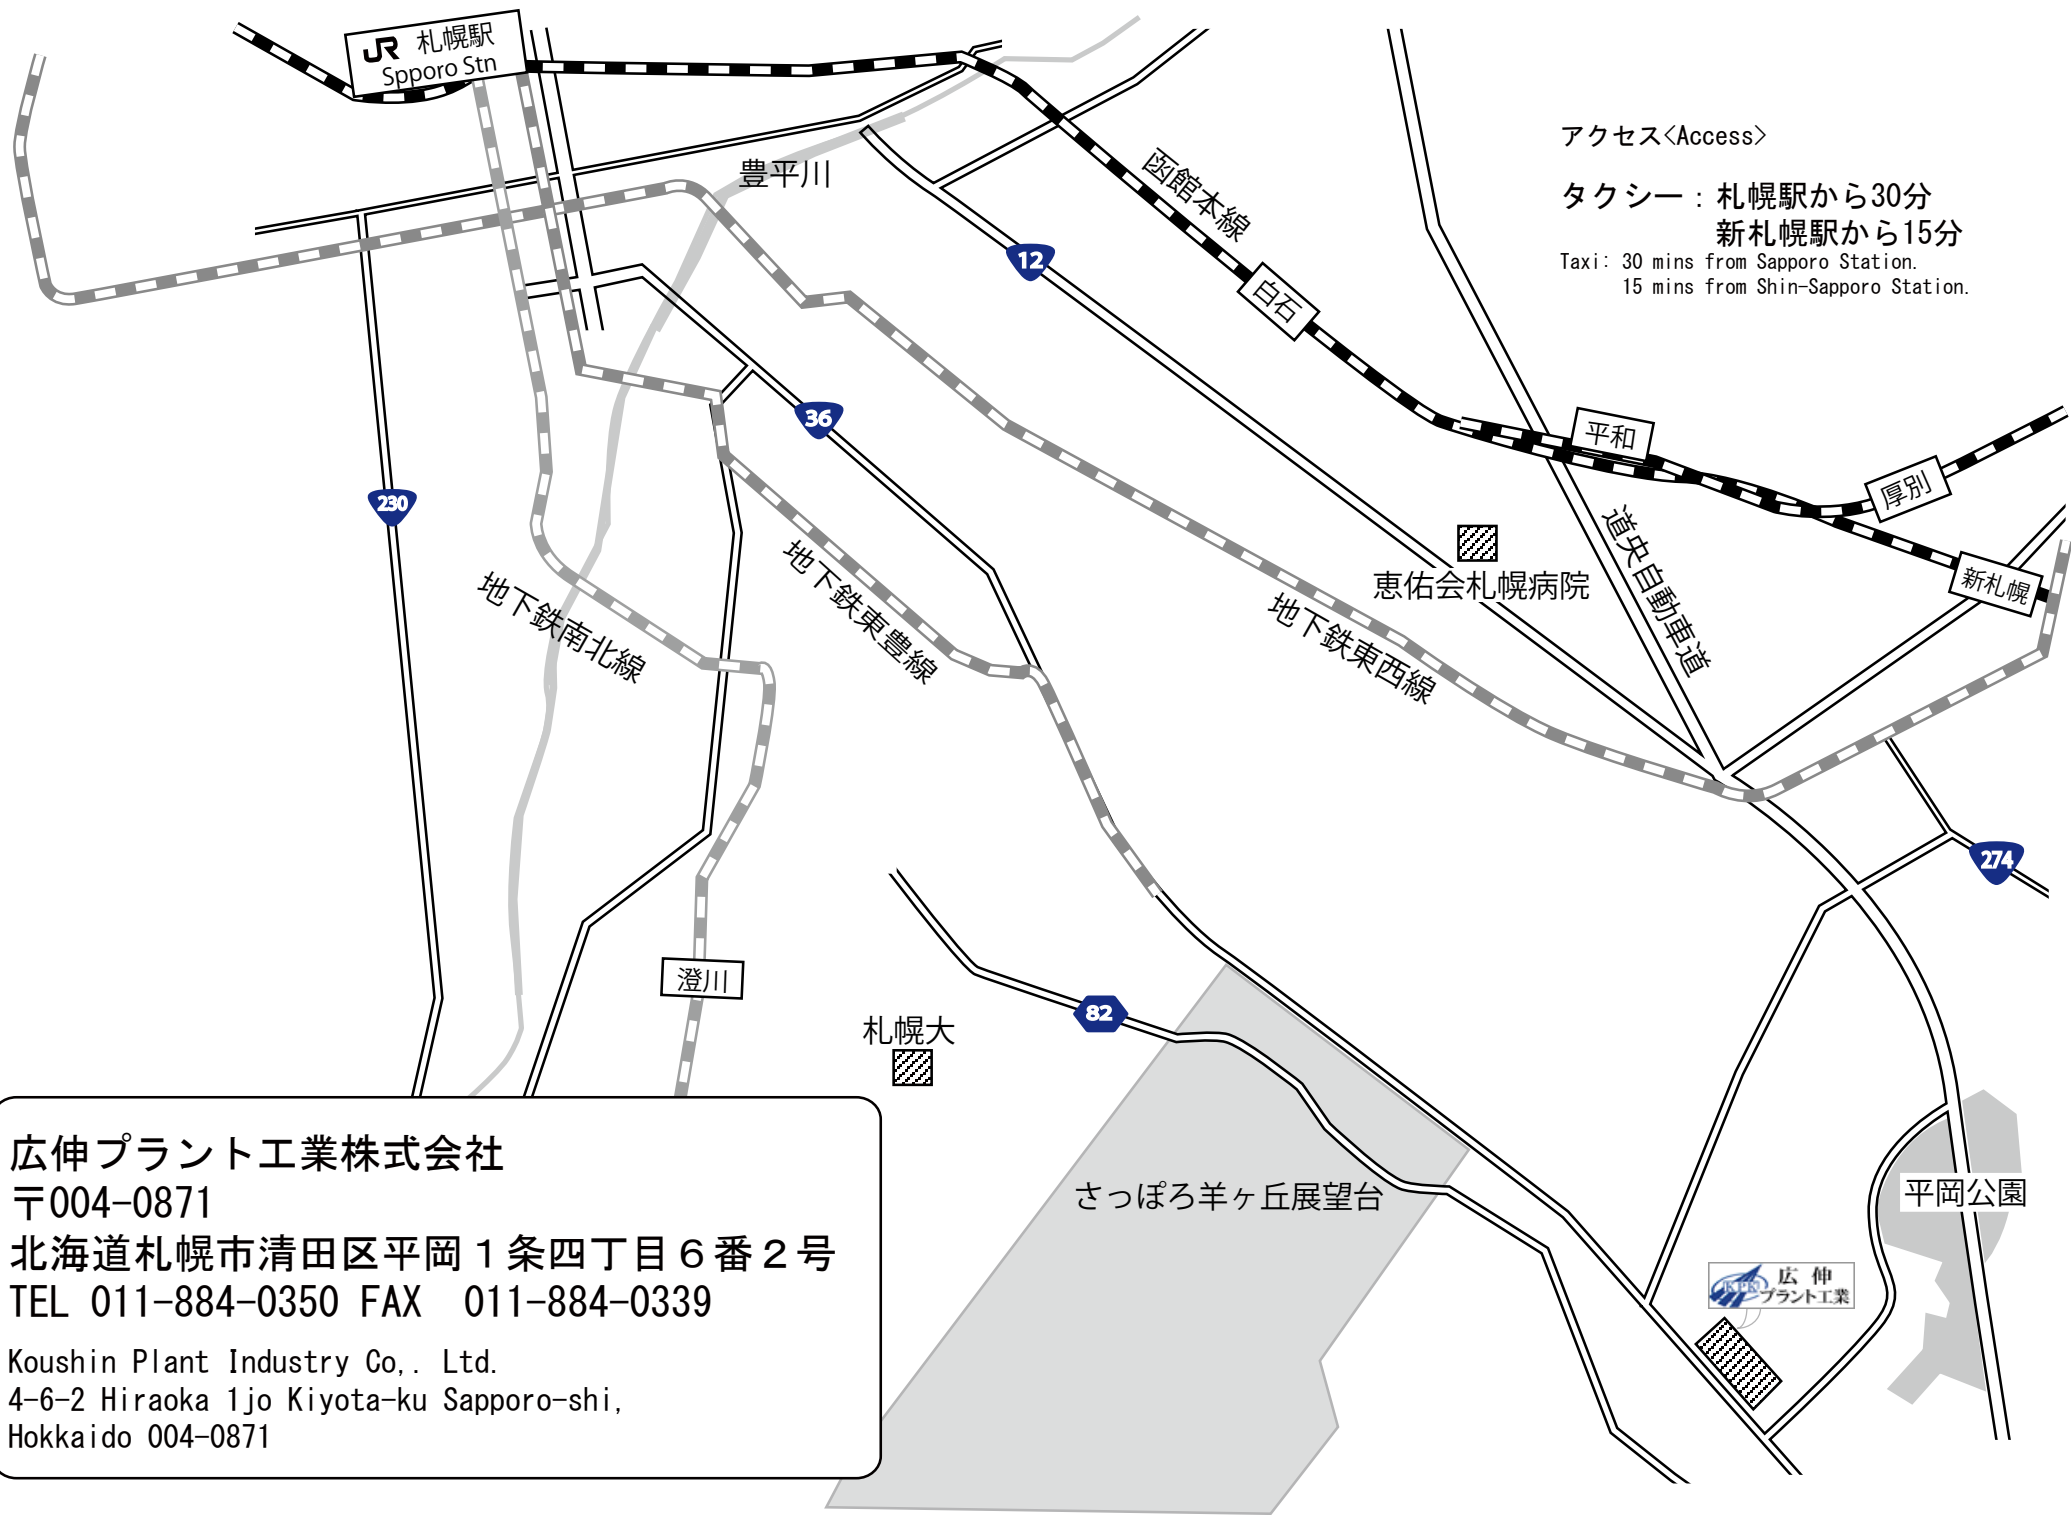 JR 札幌駅
Spporo Stn
豊平川
函館本線
アクセス<Access>
タクシー：札幌駅から30分
新札幌駅から15分
Taxi: 30 mins from Sapporo Station.
15 mins from Shin-Sapporo Station.
12
白石
36
平和
厚別
230
道央自動車道
新札幌
恵佑会札幌病院
地下鉄南北線
地下鉄東豊線
地下鉄東西線
274
澄川
札幌大
82
さっぽろ羊ヶ丘展望台
平岡公園
KPK 広伸
プラント工業
広伸プラント工業株式会社
〒004-0871
北海道札幌市清田区平岡１条四丁目６番２号
TEL 011-884-0350 FAX 011-884-0339
Koushin Plant Industry Co,. Ltd.
4-6-2 Hiraoka 1jo Kiyota-ku Sapporo-shi,
Hokkaido 004-0871